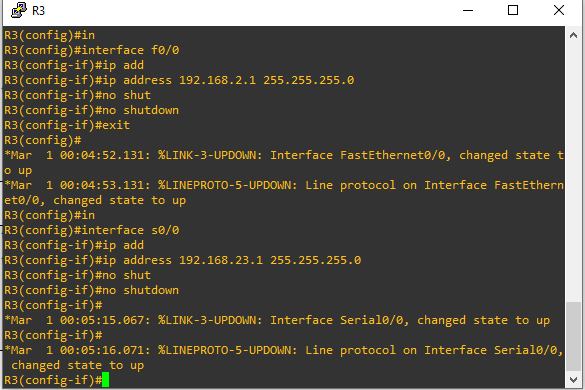 R3
R3(config)#in
R3(config)#interface f0/0
R3(config-if)#ip add
R3(config-if)#ip address 192.168.2.1 255.255.255.0
R3(config-if)#no shut
R3(config-if)#no shutdown
R3(config-if)#exit
R3(config)#
*Mar  1 00:04:52.131: %LINK-3-UPDOWN: Interface FastEthernet0/0, changed state t
o up
*Mar  1 00:04:53.131: %LINEPROTO-5-UPDOWN: Line protocol on Interface FastEthern
et0/0, changed state to up
R3(config)#in
R3(config)#interface s0/0
R3(config-if)#ip add
R3(config-if)#ip address 192.168.23.1 255.255.255.0
R3(config-if)#no shut
R3(config-if)#no shutdown
R3(config-if)#
*Mar  1 00:05:15.067: %LINK-3-UPDOWN: Interface Serial0/0, changed state to up
R3(config-if)#
*Mar  1 00:05:16.071: %LINEPROTO-5-UPDOWN: Line protocol on Interface Serial0/0,
 changed state to up
R3(config-if)#